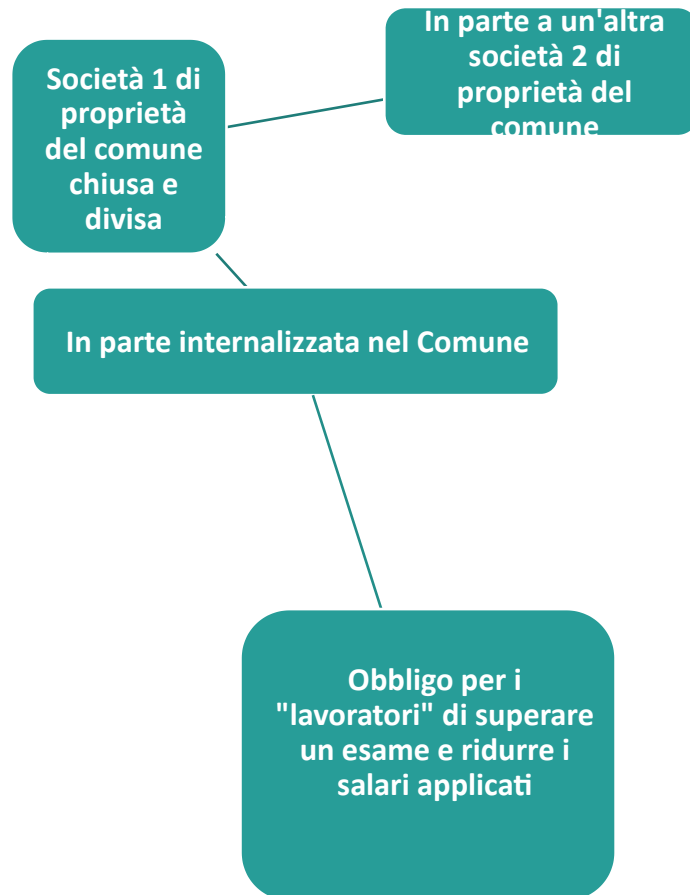 In parte a un'altra
società 2 di
proprietà del
comune
Società 1 di
proprietà
del comune
chiusa e
divisa
In parte internalizzata nel Comune
Obbligo per i
"lavoratori" di superare
un esame e ridurre i
salari applicati